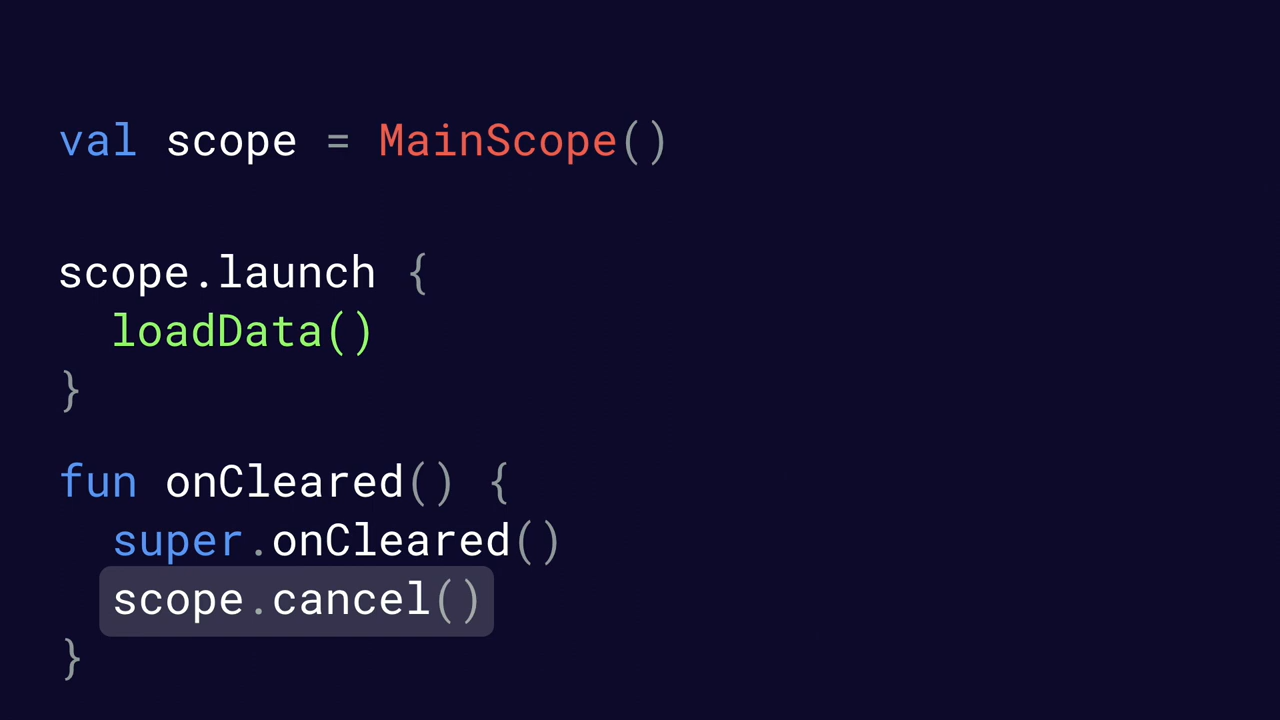 val scope = MainScope()
scope.launch {
  loadData()
}
fun onCleared() {
  super.onCleared()
  scope.cancel()
}